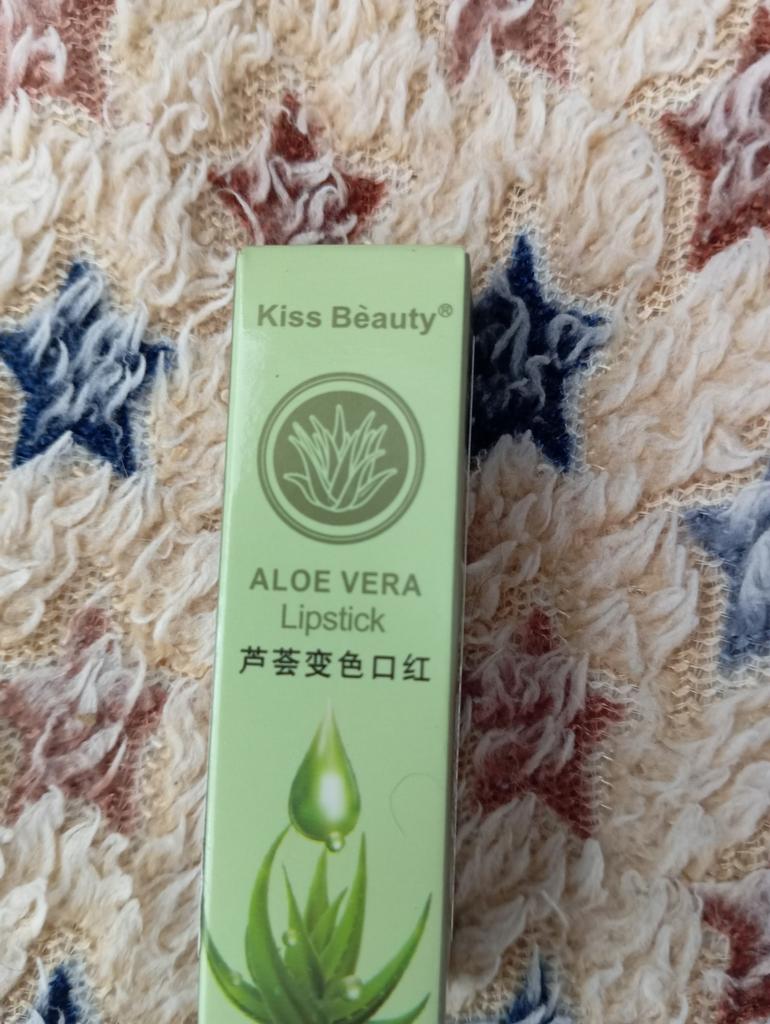 Kiss Bèauty®
ALOE VERA
Lipstick
芦荟变色口红